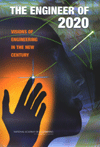 THE ENGINEER OF
2020
VISIONS OF
ENGINEERING IN THE NEW
CENTURY